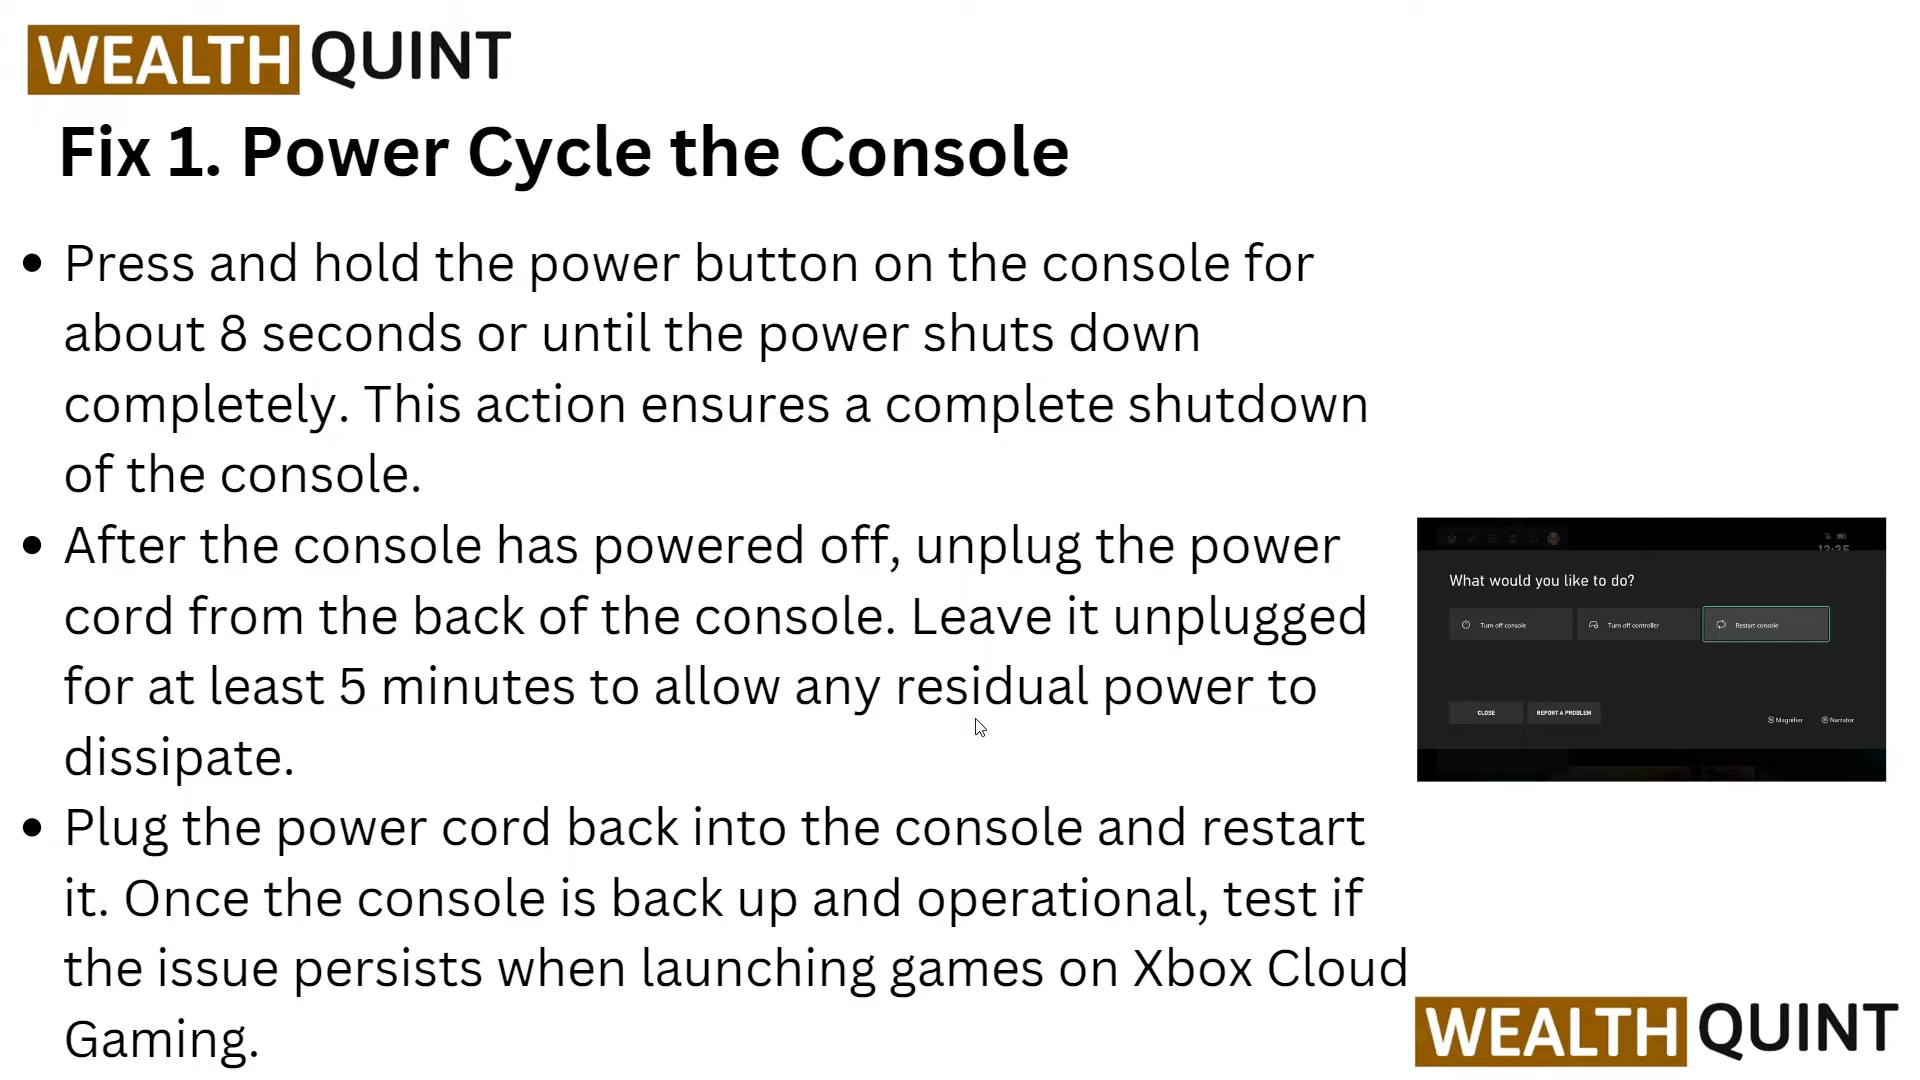 WEALTH QUINT
Fix 1. Power Cycle the Console
• Press and hold the power button on the console for
about 8 seconds or until the power shuts down
completely. This action ensures a complete shutdown
of the console.
• After the console has powered off, unplug the power
cord from the back of the console. Leave it unplugged
for at least 5 minutes to allow any residual power to
dissipate.
• Plug the power cord back into the console and restart
it. Once the console is back up and operational, test if
the issue persists when launching games on Xbox Cloud
Gaming.
What would you like to do?
Turn off console Turn off controller Restart console
CLOSE REPORT A PROBLEM
Magnifier Narrator
WEALTH QUINT